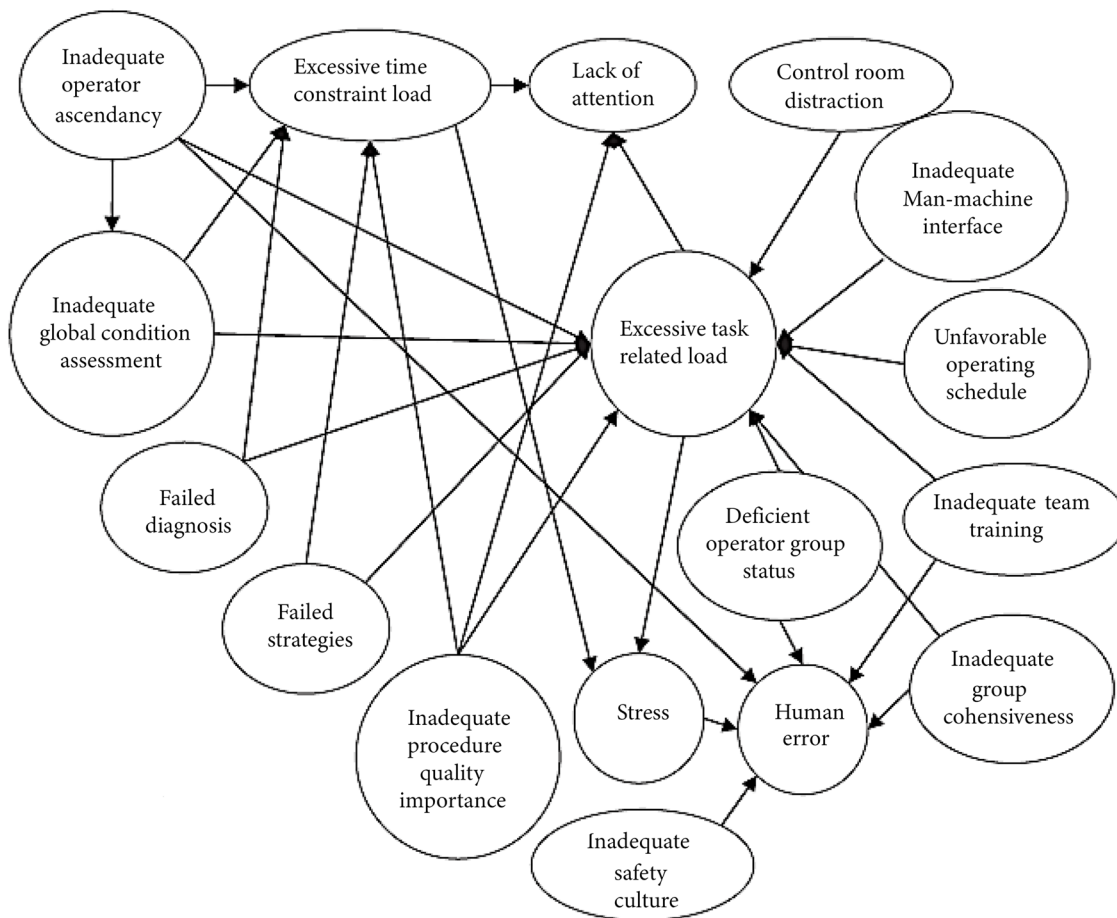 Inadequate
operator
ascendancy
Excessive time
constraint load
Lack of
attention
Control room
distraction
Inadequate
Man-machine
interface
Inadequate
global condition
assessment
Excessive task
related load
Unfavorable
operating
schedule
Failed
diagnosis
Deficient
operator group
status
Inadequate team
training
Failed
strategies
Inadequate
procedure
quality
importance
Stress
Human
error
Inadequate
group
cohensiveness
Inadequate
safety
culture